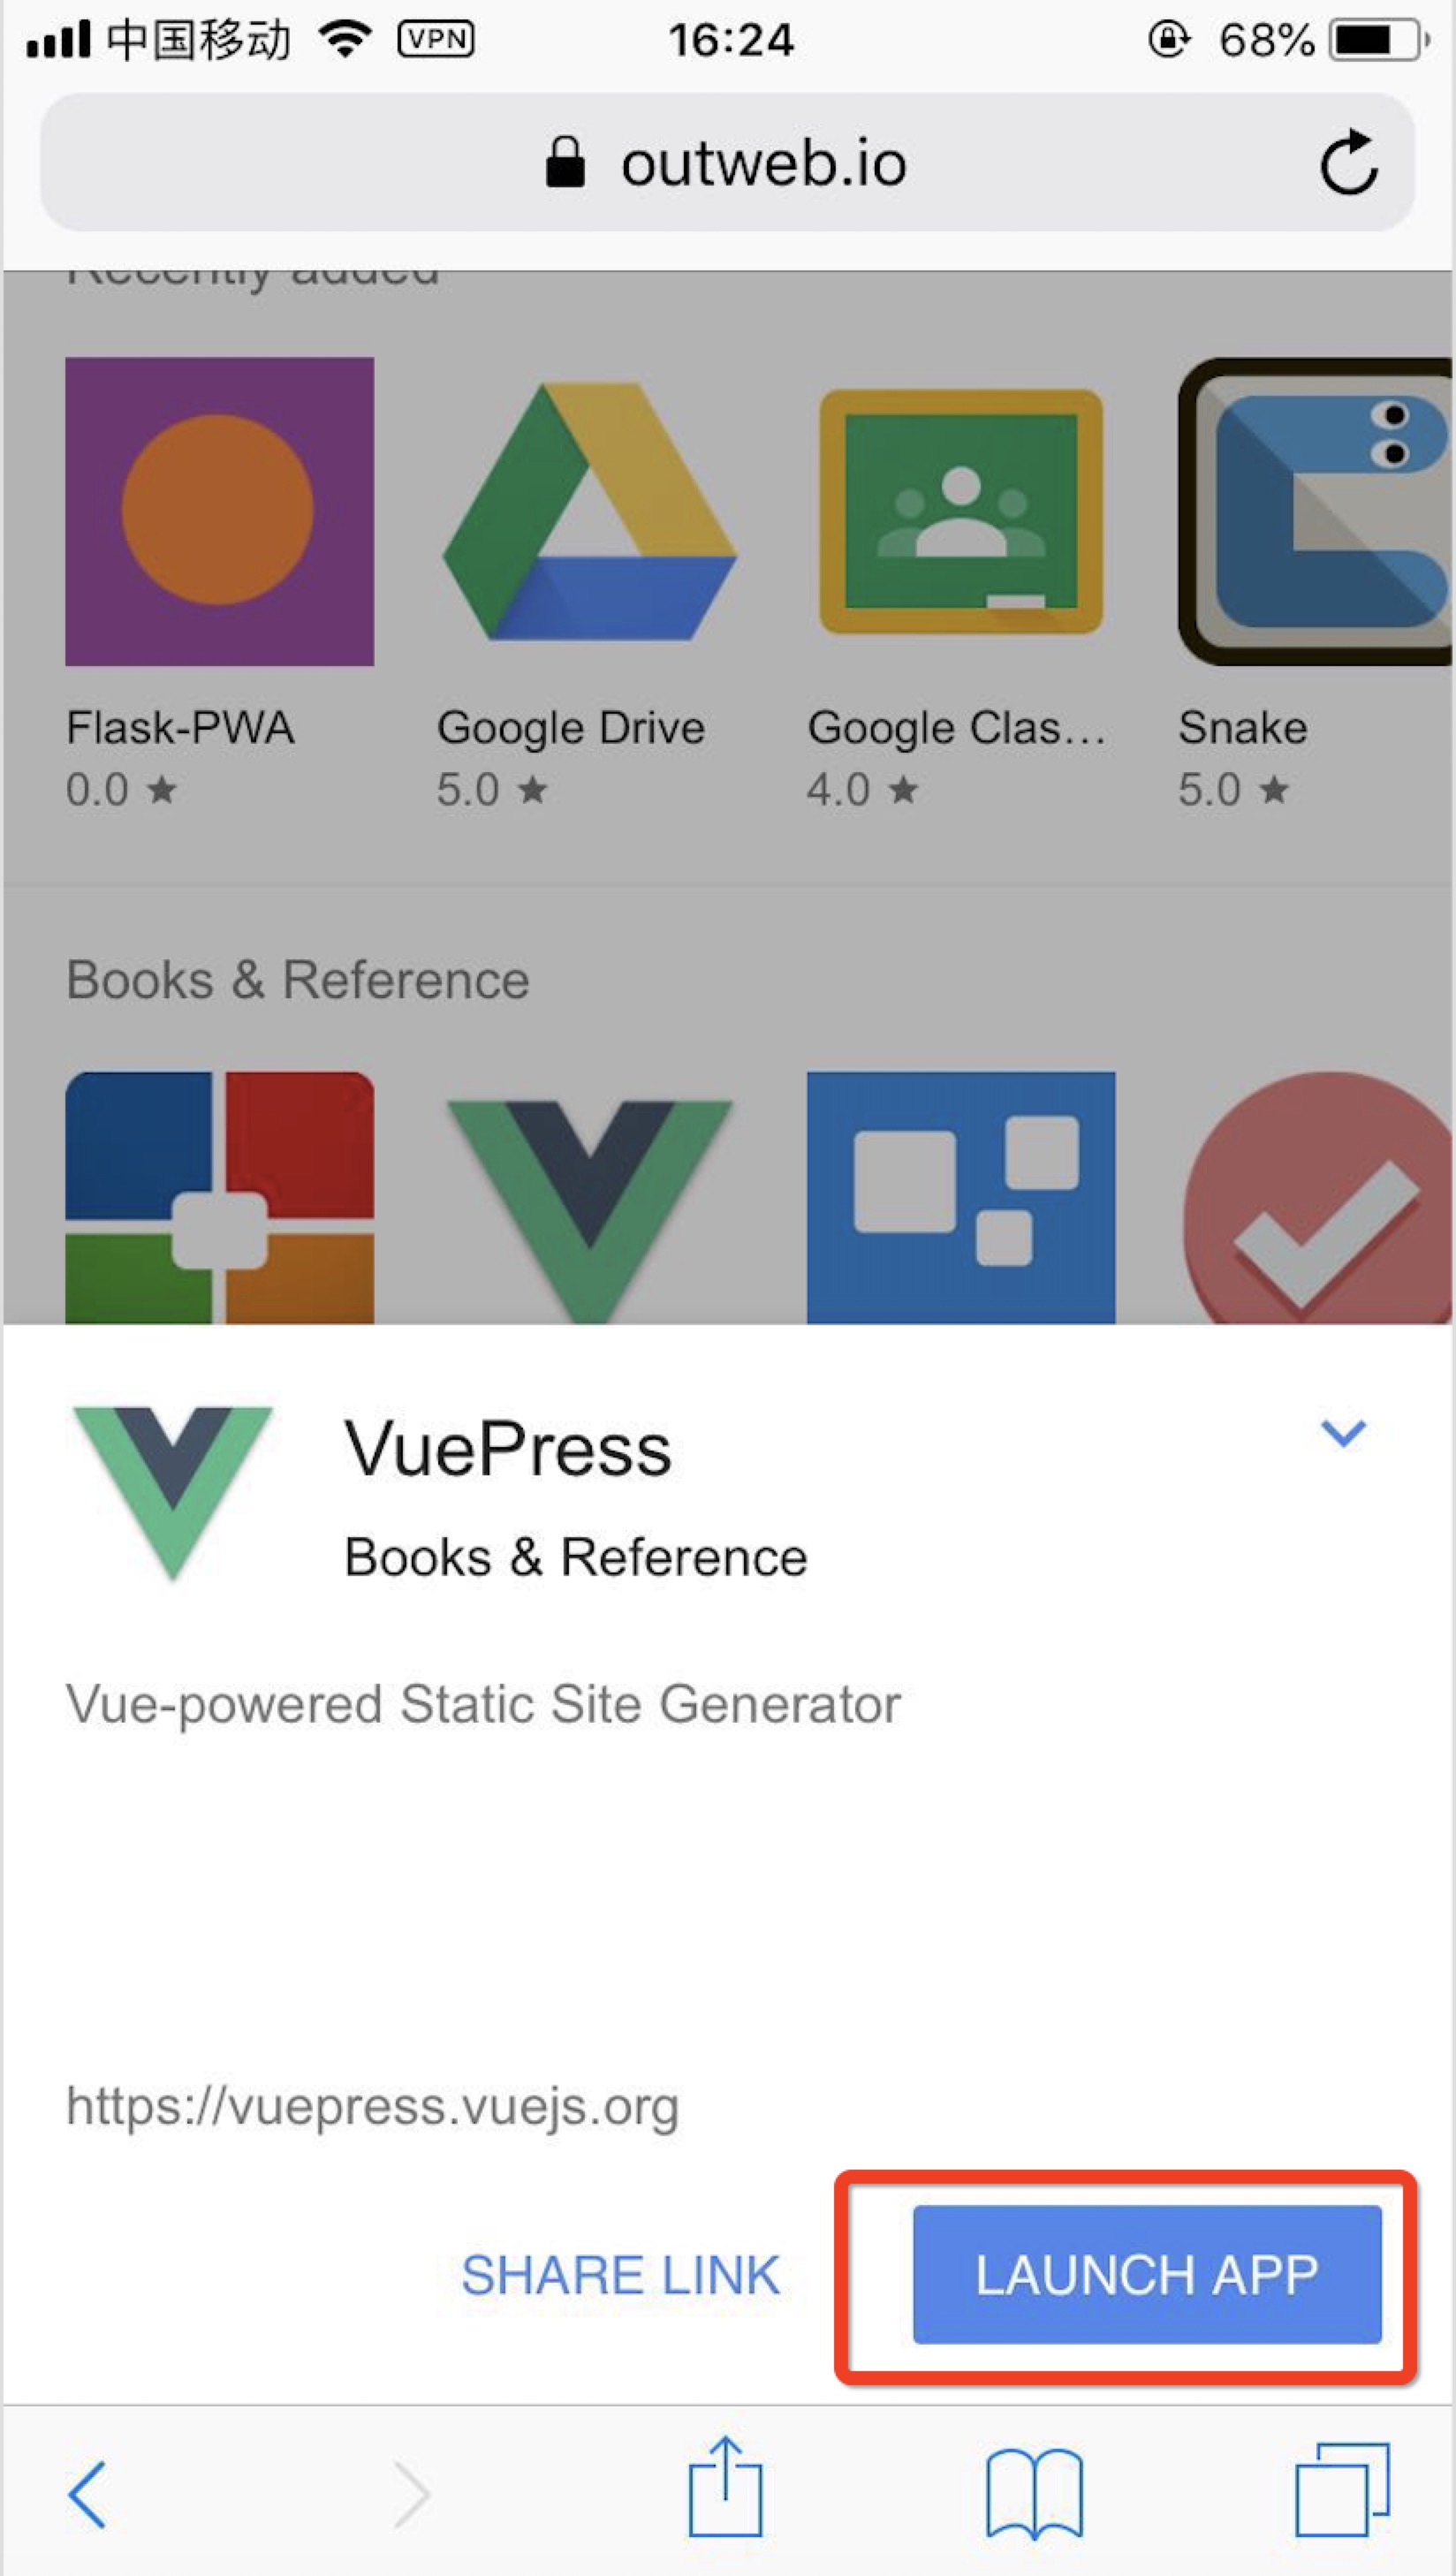 中国移动 VPN 16:24 68%
outweb.io
Recently added
Flask-PWA Google Drive Google Clas... Snake
0.0 ★ 5.0 ★ 4.0 ★ 5.0 ★
Books & Reference
VuePress
Books & Reference
Vue-powered Static Site Generator
https://vuepress.vuejs.org
SHARE LINK LAUNCH APP